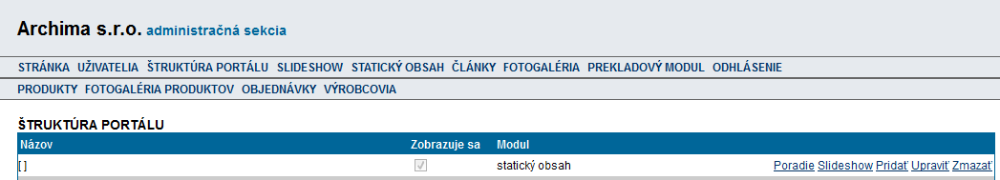 Archima s.r.o. administračná sekcia
STRÁNKA UŽIVATELIA ŠTRUKTÚRA PORTÁLU SLIDESHOW STATICKÝ OBSAH ČLÁNKY FOTOGALÉRIA PREKLADOVÝ MODUL ODHLÁSENIE
PRODUKTY FOTOGALÉRIA PRODUKTOV OBJEDNÁVKY VÝROBCOVIA
ŠTRUKTÚRA PORTÁLU
Názov Zobrazuje sa Modul
[ ] statický obsah Poradie Slideshow Pridať Upraviť Zmazať